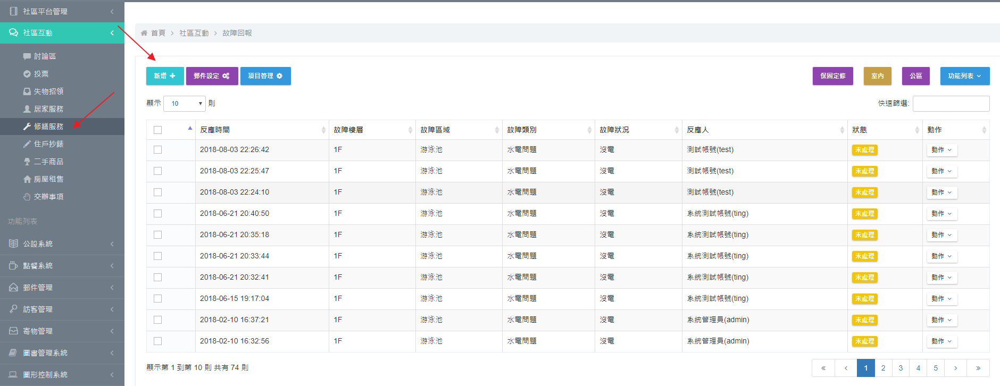 社區平台管理
社區互動
討論區
投票
失物招領
居家服務
修繕服務
住戶抄錶
二手商品
房屋租售
交辦事項
功能列表
公設系統
點餐系統
郵件管理
訪客管理
寄物管理
圖書管理系統
圖形控制系統
首頁 > 社區互動 > 故障回報
新增 郵件設定 項目管理 保固定修 室內 公區 功能列表
顯示 10 則 快速篩選:
反應時間 故障樓層 故障區域 故障類別 故障狀況 反應人 狀態 動作
2018-08-03 22:26:42 1F 游泳池 水電問題 沒電 測試帳號(test) 未處理 動作
2018-08-03 22:25:47 1F 游泳池 水電問題 沒電 測試帳號(test) 未處理 動作
2018-08-03 22:24:10 1F 游泳池 水電問題 沒電 測試帳號(test) 未處理 動作
2018-06-21 20:40:50 1F 游泳池 水電問題 沒電 系統測試帳號(ting) 未處理 動作
2018-06-21 20:35:18 1F 游泳池 水電問題 沒電 系統測試帳號(ting) 未處理 動作
2018-06-21 20:33:44 1F 游泳池 水電問題 沒電 系統測試帳號(ting) 未處理 動作
2018-06-21 20:32:41 1F 游泳池 水電問題 沒電 系統測試帳號(ting) 未處理 動作
2018-06-15 19:17:04 1F 游泳池 水電問題 沒電 系統測試帳號(ting) 未處理 動作
2018-02-10 16:37:21 1F 游泳池 水電問題 沒電 系統管理員(admin) 未處理 動作
2018-02-10 16:32:56 1F 游泳池 水電問題 沒電 系統管理員(admin) 未處理 動作
顯示第 1 到第 10 則 共有 74 則
« ‹ 1 2 3 4 5 › »